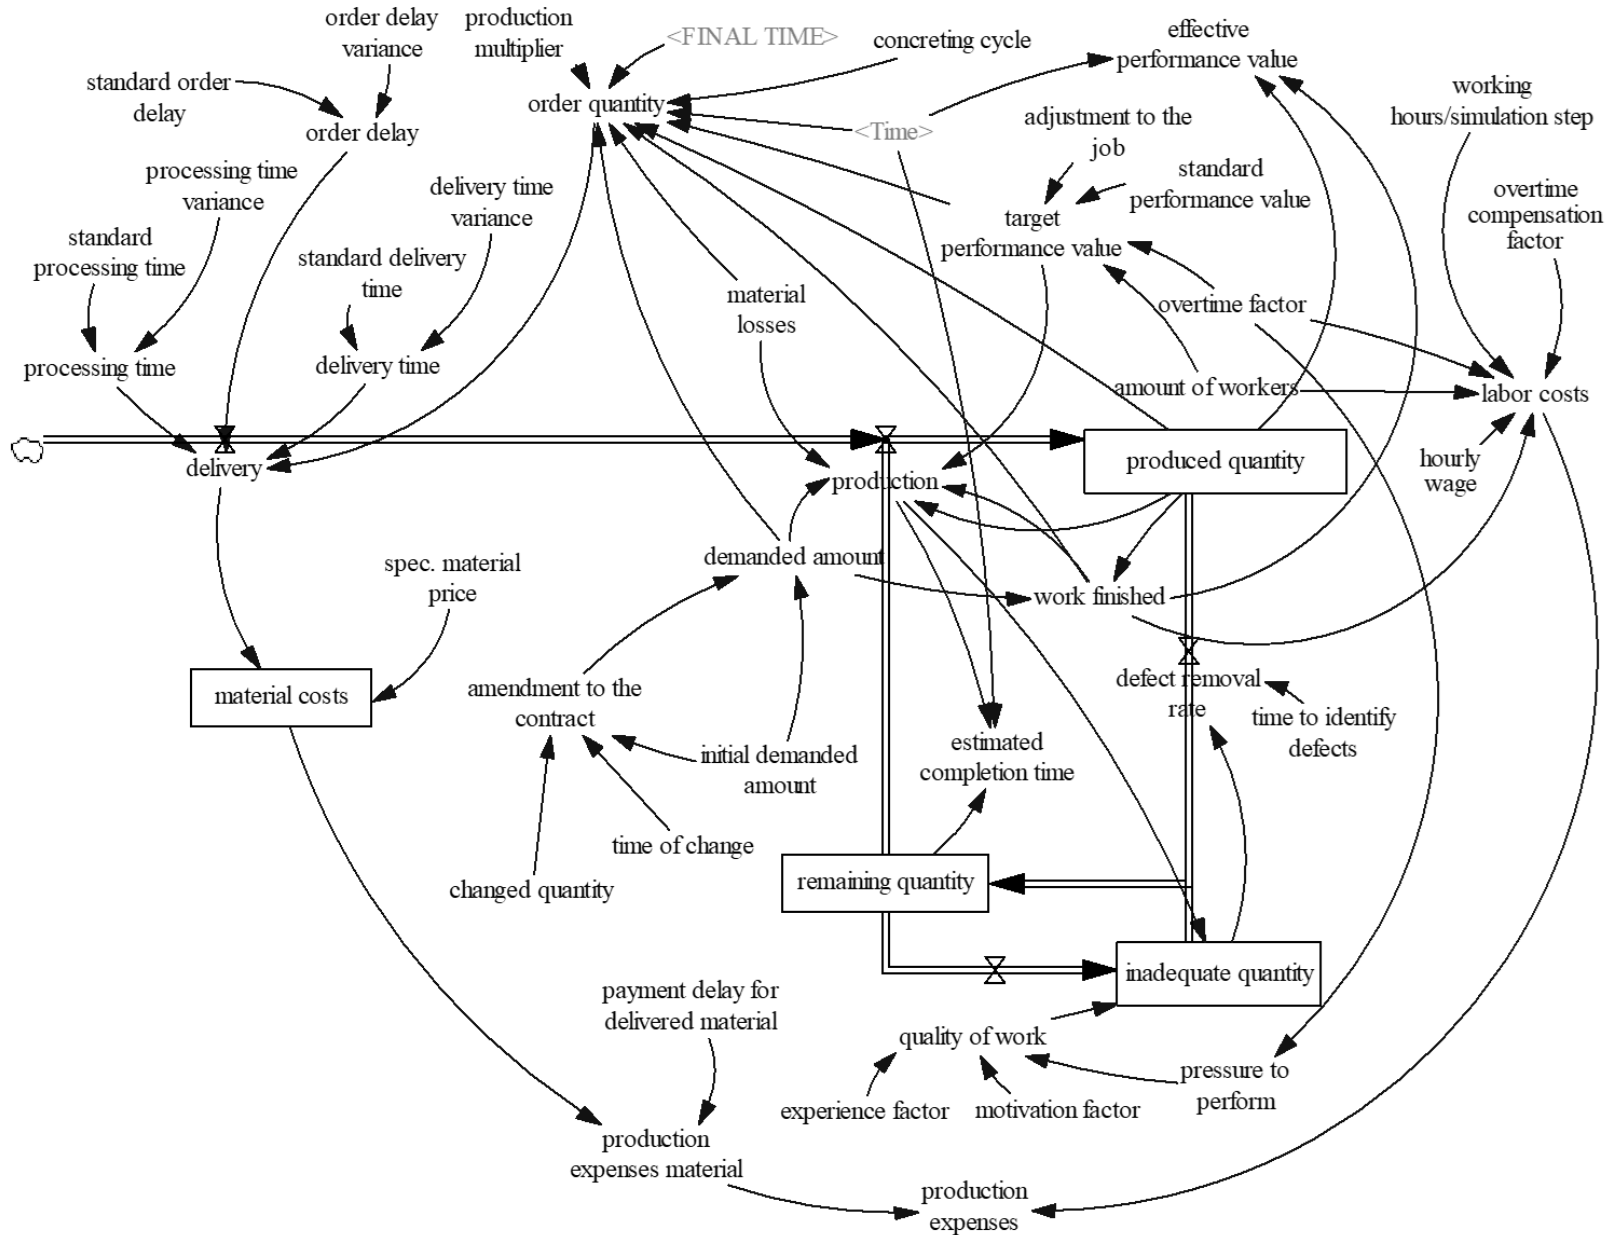 order delay
variance
production
multiplier
<FINAL TIME>
concreting cycle
effective
performance value
standard order
delay
order delay
order quantity
<Time>
adjustment to the
job
working
hours/simulation step
processing time
variance
delivery time
variance
standard
performance value
target
performance value
overtime
compensation
factor
standard
processing time
standard delivery
time
material
losses
overtime factor
processing time
delivery time
amount of workers
labor costs
delivery
production
produced quantity
hourly
wage
spec. material
price
demanded amount
work finished
material costs
amendment to the
contract
initial demanded
amount
estimated
completion time
defect removal
rate
time to identify
defects
time of change
changed quantity
remaining quantity
inadequate quantity
payment delay for
delivered material
quality of work
pressure to
perform
experience factor
motivation factor
production
expenses material
production
expenses